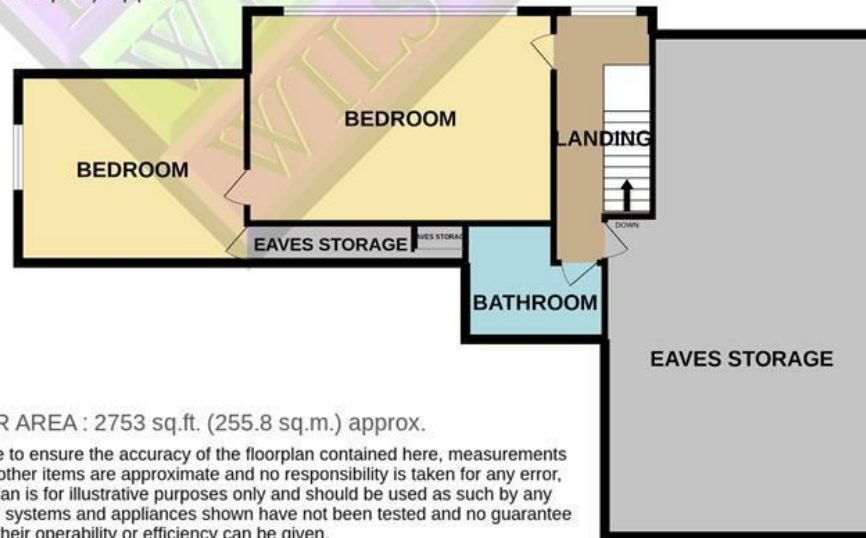 WILS
BEDROOM
LANDING
BEDROOM
DOWN
EAVES STORAGE
BATHROOM
EAVES STORAGE
R AREA : 2753 sq.ft. (255.8 sq.m.) approx.
e to ensure the accuracy of the floorplan contained here, measurements
other items are approximate and no responsibility is taken for any error,
lan is for illustrative purposes only and should be used as such by any
systems and appliances shown have not been tested and no guarantee
their operability or efficiency can be given.